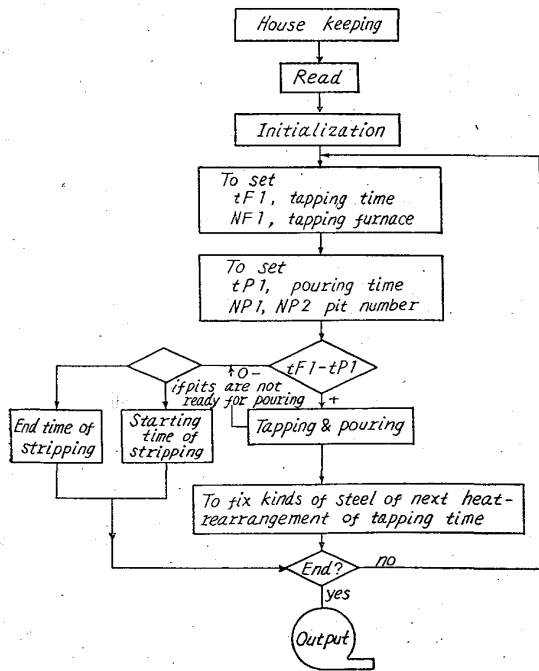 House keeping
Read
Initialization
To set
tF1, tapping time
NF1, tapping furnace
To set
tP1, pouring time
NP1, NP2 pit number
tF1-tP1
0-
if pits are not
ready for pouring
+
End time of
stripping
Starting
time of
stripping
Tapping & pouring
To fix kinds of steel of next heat-
rearrangement of tapping time
End?
no
yes
Output